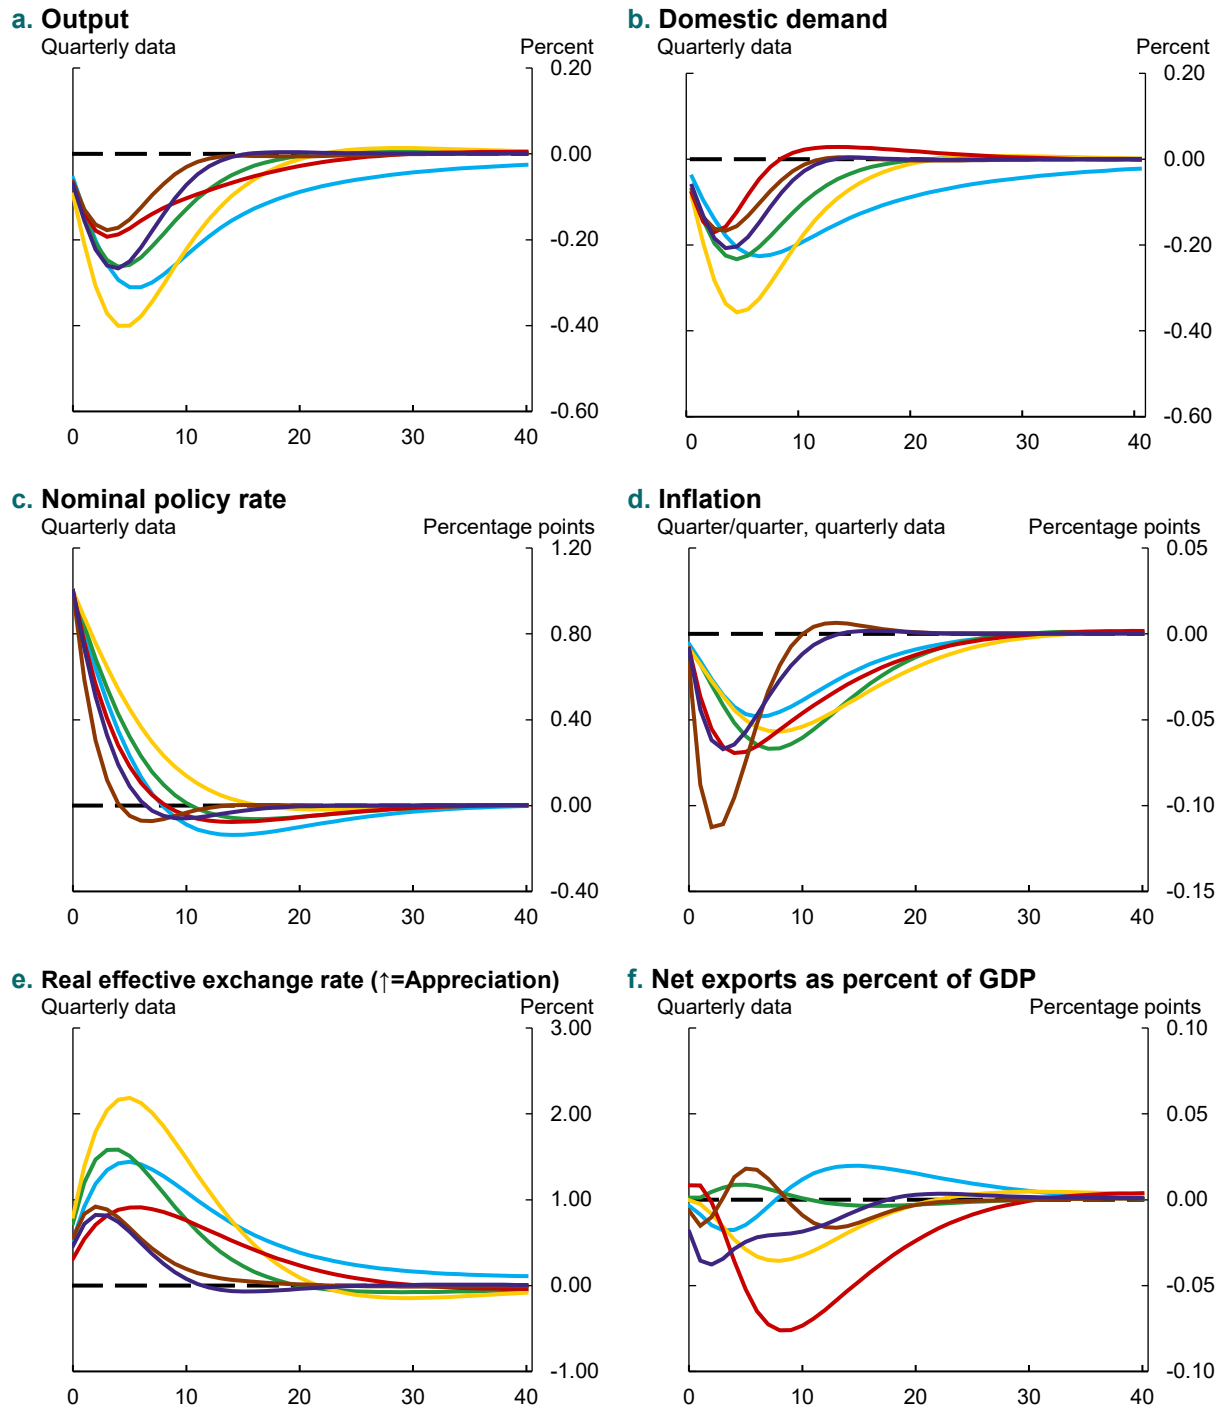 a. Output
Quarterly data Percent
0.20
0.00
-0.20
-0.40
-0.60
0 10 20 30 40
b. Domestic demand
Quarterly data Percent
0.20
0.00
-0.20
-0.40
-0.60
0 10 20 30 40
c. Nominal policy rate
Quarterly data Percentage points
1.20
0.80
0.40
0.00
-0.40
0 10 20 30 40
d. Inflation
Quarter/quarter, quarterly data Percentage points
0.05
0.00
-0.05
-0.10
-0.15
0 10 20 30 40
e. Real effective exchange rate (↑=Appreciation)
Quarterly data Percent
3.00
2.00
1.00
0.00
-1.00
0 10 20 30 40
f. Net exports as percent of GDP
Quarterly data Percentage points
0.10
0.05
0.00
-0.05
-0.10
0 10 20 30 40